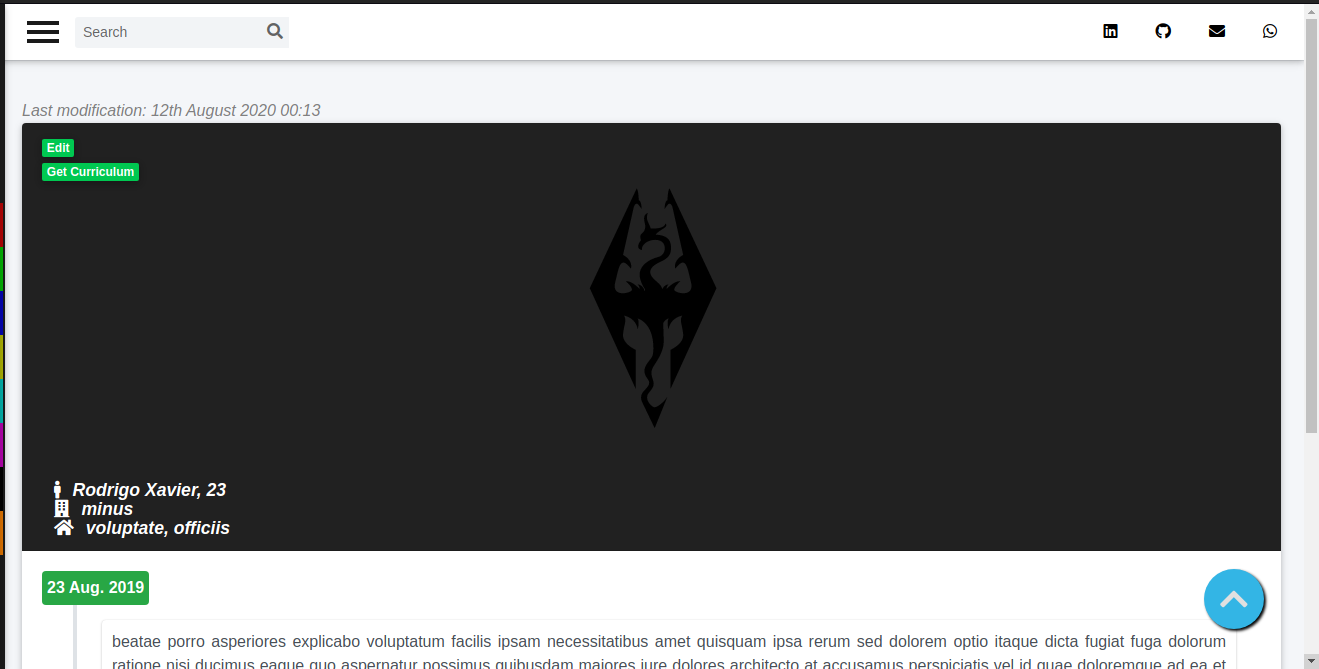 Search
Last modification: 12th August 2020 00:13
Edit
Get Curriculum
Rodrigo Xavier, 23
minus
voluptate, officiis
23 Aug. 2019
beatae porro asperiores explicabo voluptatum facilis ipsam necessitatibus amet quisquam ipsa rerum sed dolorem optio itaque dicta fugiat fuga dolorum
ratione nisi ducimus eaque quo aspernatur possimus quibusdam maiores iure dolores architecto at accusamus perspiciatis vel id quae doloremque ad ea et